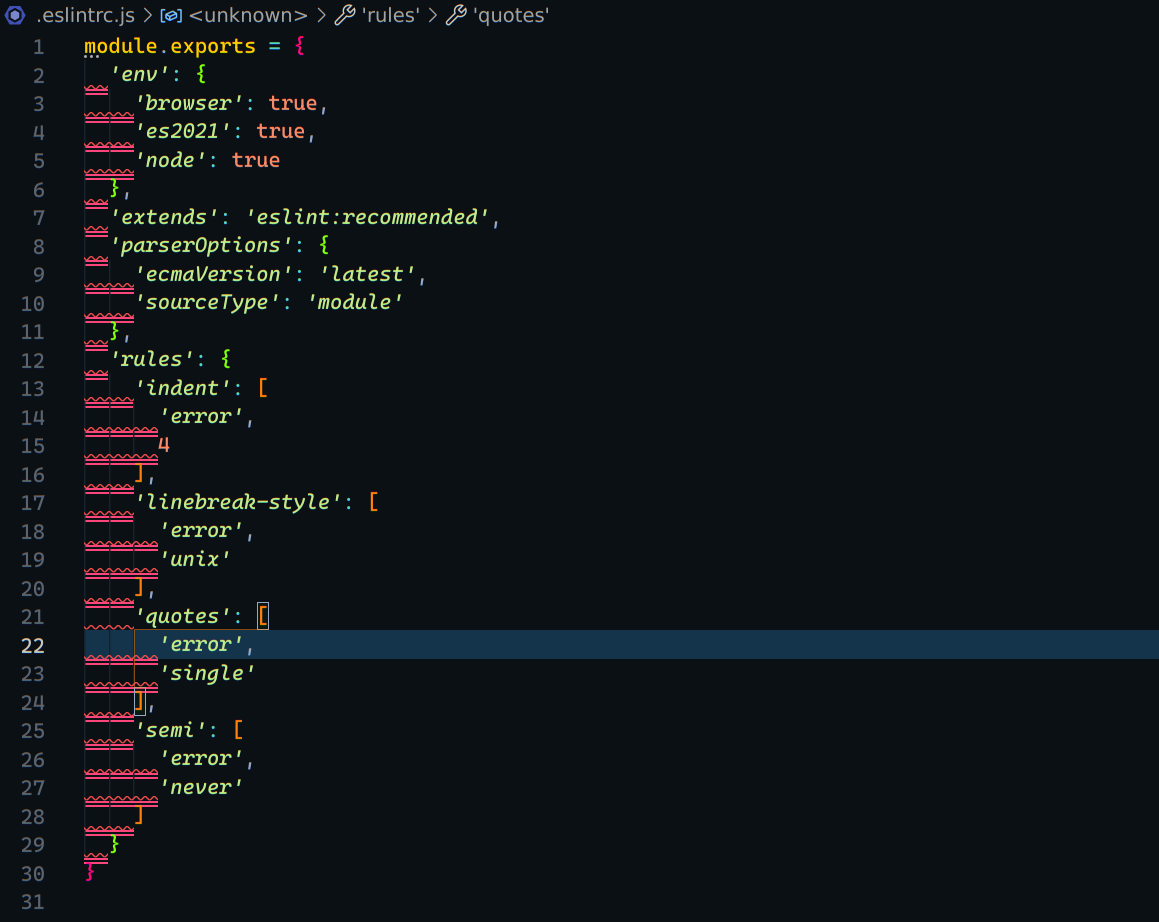 .eslintrc.js > <unknown> > 'rules' > 'quotes'
1 module.exports = {
2   'env': {
3     'browser': true,
4     'es2021': true,
5     'node': true
6   },
7   'extends': 'eslint:recommended',
8   'parserOptions': {
9     'ecmaVersion': 'latest',
10     'sourceType': 'module'
11   },
12   'rules': {
13     'indent': [
14       'error',
15       4
16     ],
17     'linebreak-style': [
18       'error',
19       'unix'
20     ],
21     'quotes': [
22       'error',
23       'single'
24     ],
25     'semi': [
26       'error',
27       'never'
28     ]
29   }
30 }
31